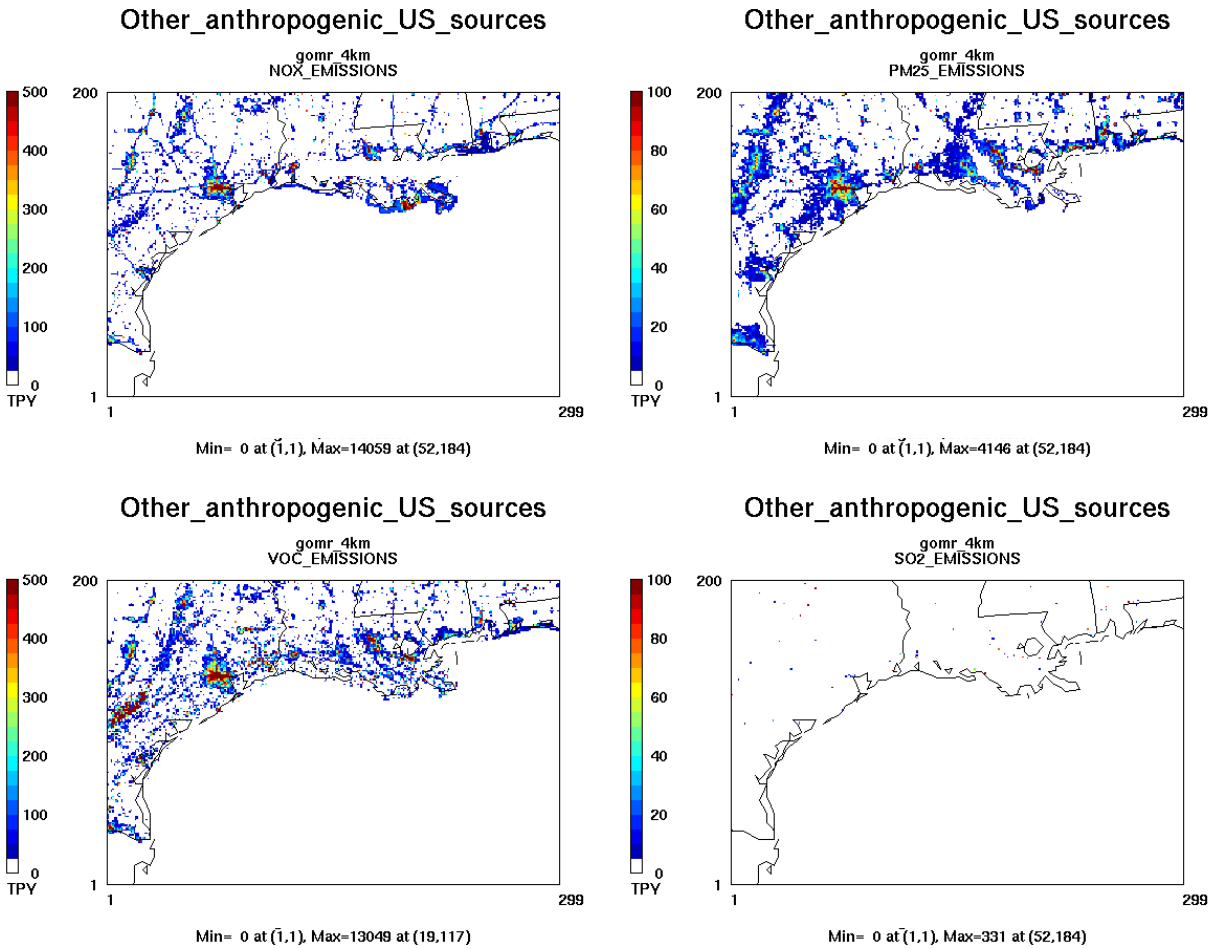 Other_anthropogenic_US_sources
gomr_4km
NOX_EMISSIONS
500
400
300
200
100
0
TPY
200
1
1
299
Min= 0 at (1,1), Max=14059 at (52,184)
Other_anthropogenic_US_sources
gomr_4km
PM25_EMISSIONS
100
80
60
40
20
0
TPY
200
1
1
299
Min= 0 at (1,1), Max=4146 at (52,184)
Other_anthropogenic_US_sources
gomr_4km
VOC_EMISSIONS
500
400
300
200
100
0
TPY
200
1
1
299
Min= 0 at (1,1), Max=13049 at (19,117)
Other_anthropogenic_US_sources
gomr_4km
SO2_EMISSIONS
100
80
60
40
20
0
TPY
200
1
1
299
Min= 0 at (1,1), Max=331 at (52,184)